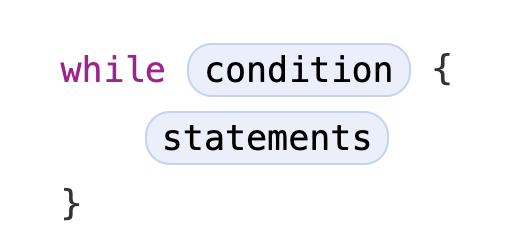 while condition {
statements
}